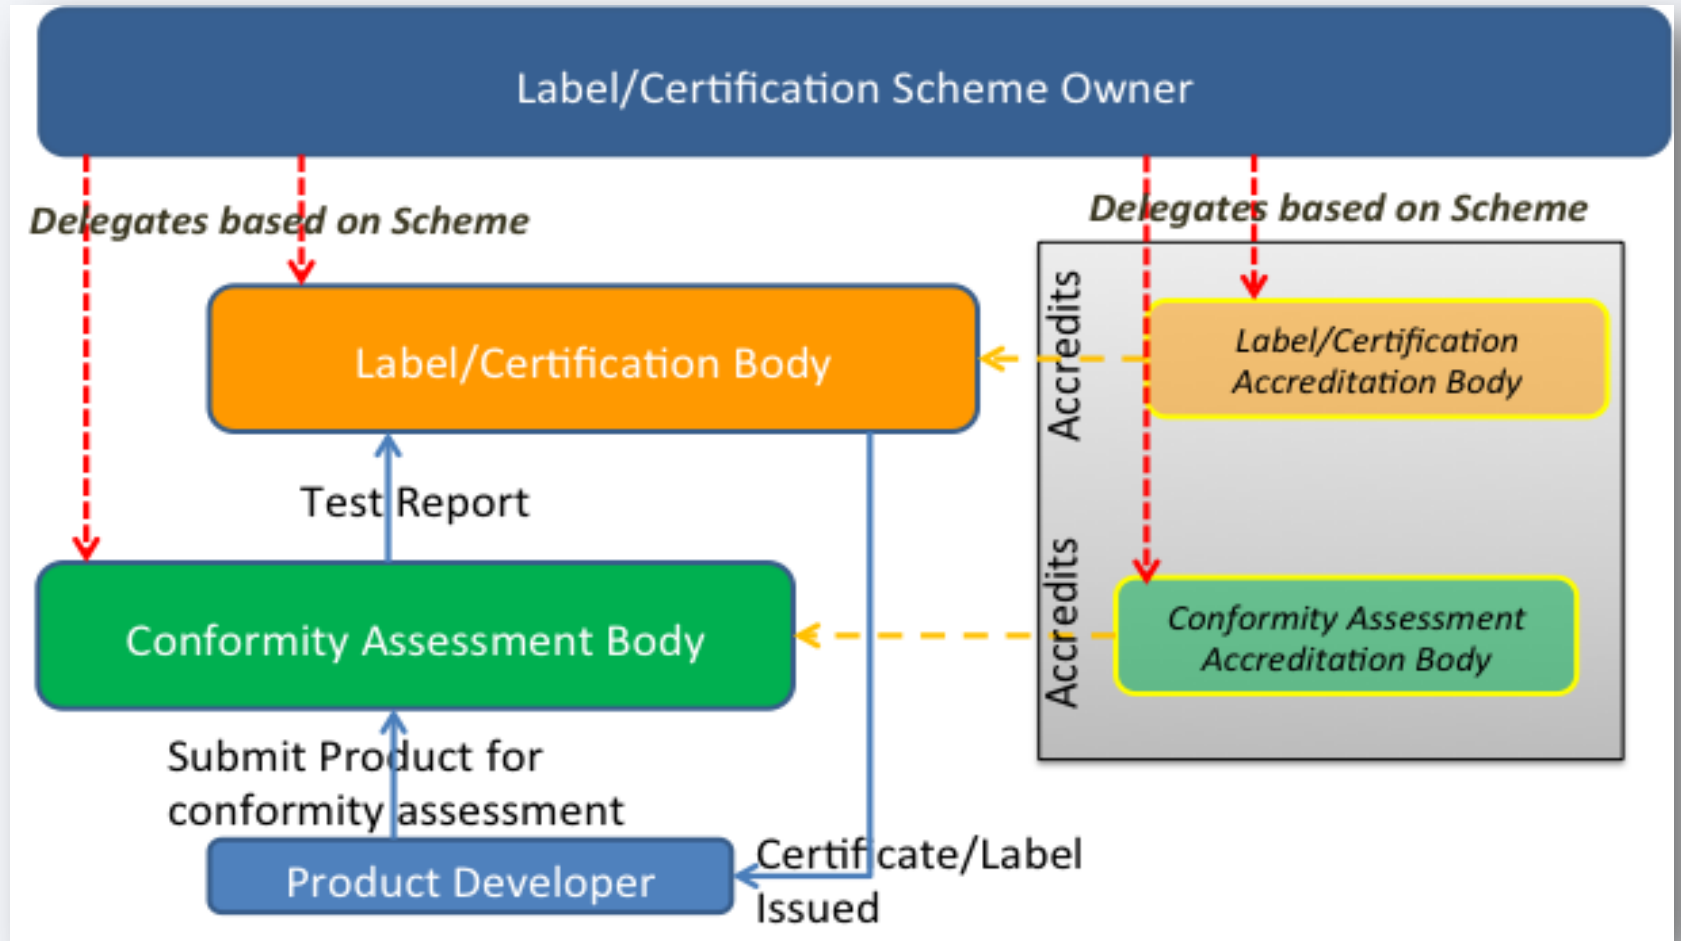 Label/Certification Scheme Owner
Delegates based on Scheme
Delegates based on Scheme
Label/Certification Body
Accredits
Label/Certification
Accreditation Body
Test Report
Conformity Assessment Body
Accredits
Conformity Assessment
Accreditation Body
Submit Product for
conformity assessment
Product Developer
Certificate/Label
Issued